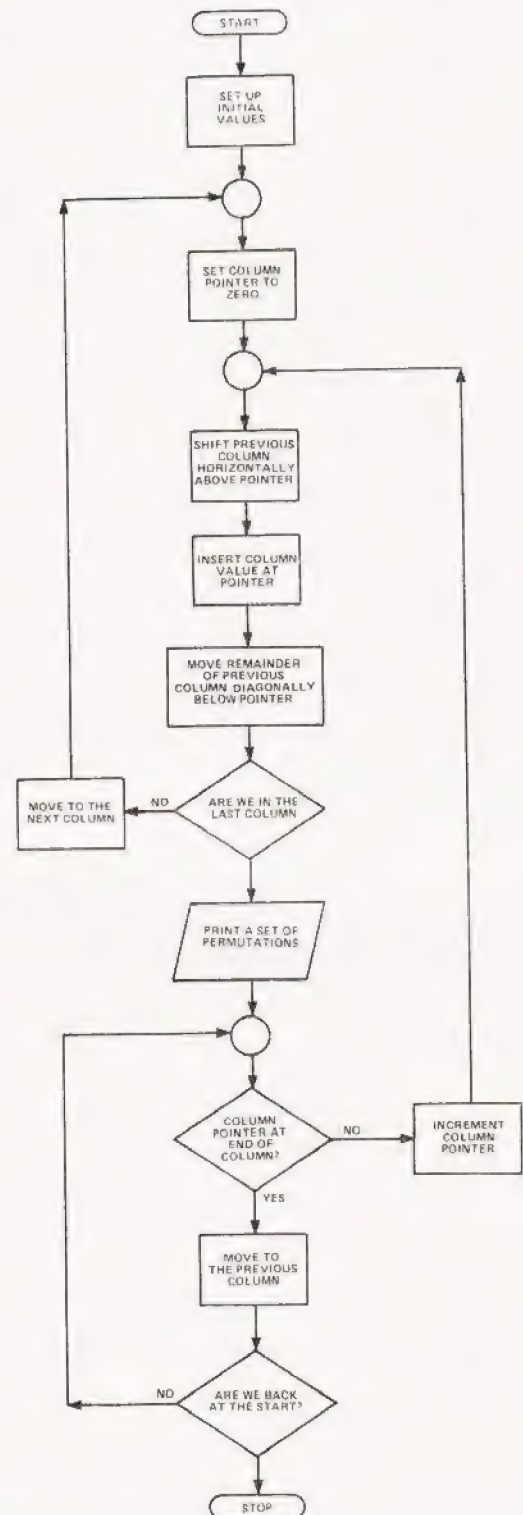 START
SET UP
INITIAL
VALUES
SET COLUMN
POINTER TO
ZERO
SHIFT PREVIOUS
COLUMN
HORIZONTALLY
ABOVE POINTER
INSERT COLUMN
VALUE AT
POINTER
MOVE REMAINDER
OF PREVIOUS
COLUMN DIAGONALLY
BELOW POINTER
MOVE TO THE
NEXT COLUMN
NO
ARE WE IN THE
LAST COLUMN
PRINT A SET OF
PERMUTATIONS
COLUMN
POINTER AT
END OF
COLUMN?
NO
INCREMENT
COLUMN
POINTER
YES
MOVE TO
THE PREVIOUS
COLUMN
NO
ARE WE BACK
AT THE START?
STOP